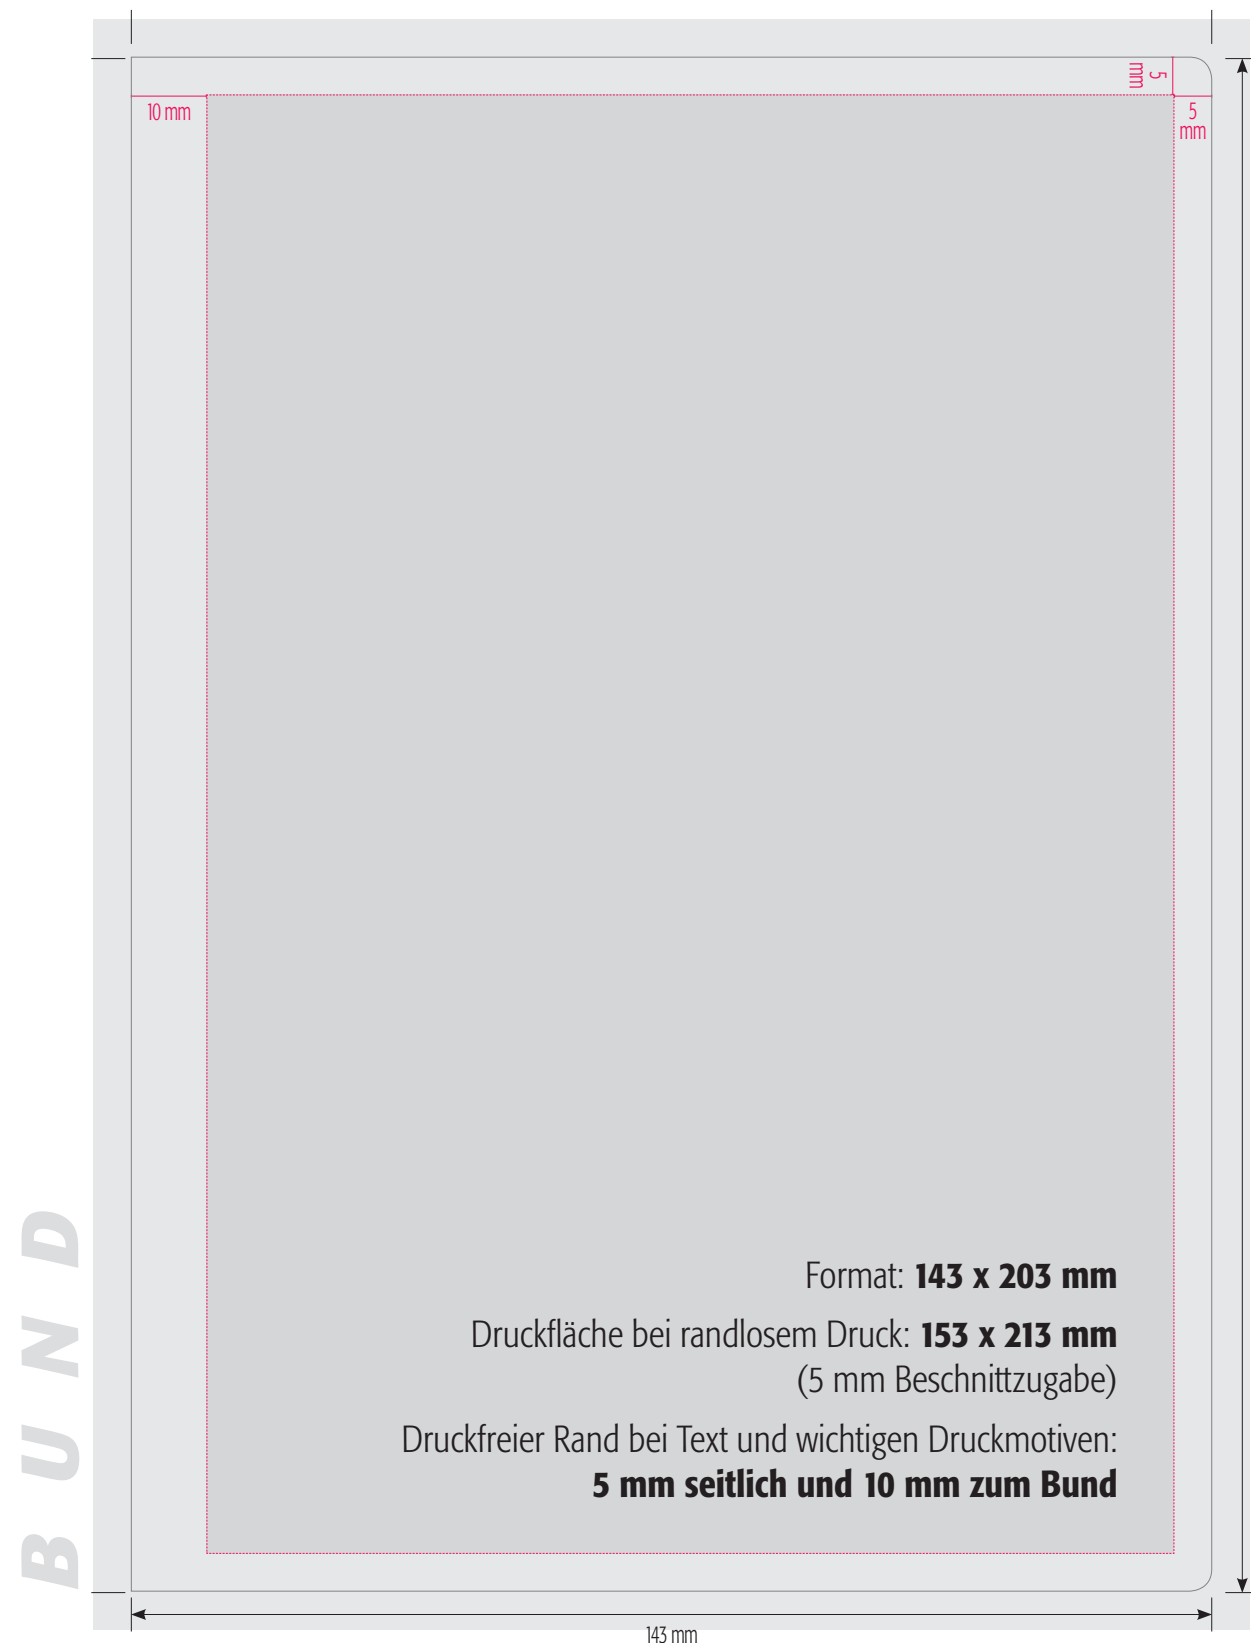 5
mm
10 mm
5
mm
Format: 143 x 203 mm
Druckfläche bei randlosem Druck: 153 x 213 mm
(5 mm Beschnittzugabe)
Druckfreier Rand bei Text und wichtigen Druckmotiven:
5 mm seitlich und 10 mm zum Bund
BUND
143 mm